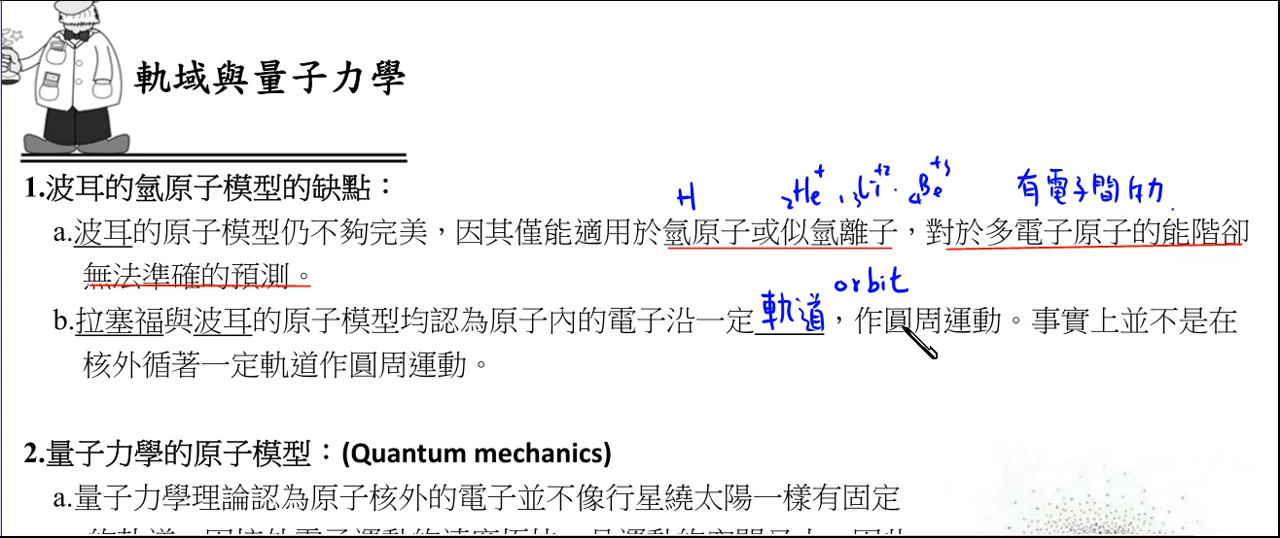 軌域與量子力學
1.波耳的氫原子模型的缺點：
H ₂He⁺ ₃Li⁺² ₄Be⁺³ 有電子間作用力
a.波耳的原子模型仍不夠完美，因其僅能適用於氫原子或似氫離子，對於多電子原子的能階卻
無法準確的預測。
orbit
b.拉塞福與波耳的原子模型均認為原子內的電子沿一定軌道，作圓周運動。事實上並不是在
核外循著一定軌道作圓周運動。
2.量子力學的原子模型：(Quantum mechanics)
a.量子力學理論認為原子核外的電子並不像行星繞太陽一樣有固定